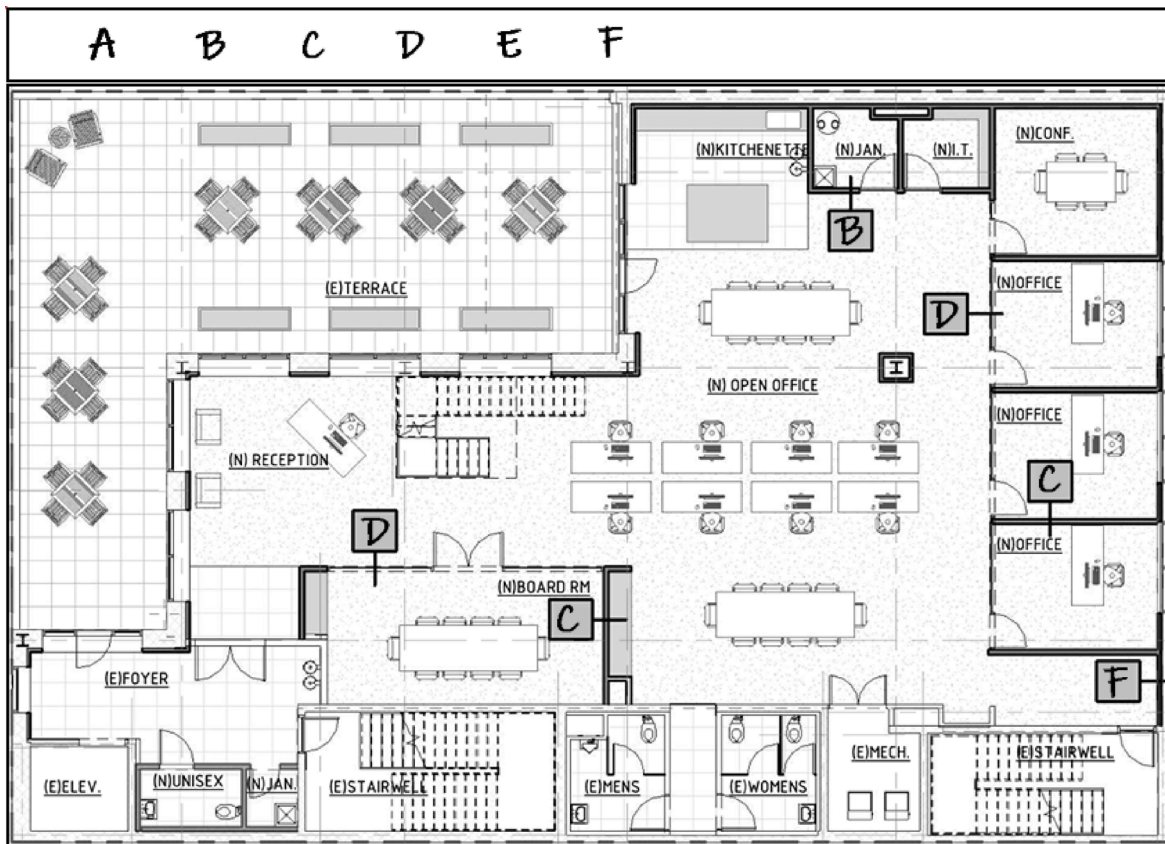 A B C D E F
(N)KITCHENETTE
(N)JAN.
(N)I.T.
(N)CONF.
B
(E)TERRACE
(N)OFFICE
D
(N) OPEN OFFICE
I
(N)OFFICE
(N) RECEPTION
C
D
(N)OFFICE
(N)BOARD RM
C
(E)FOYER
F
(E)ELEV.
(N)UNISEX
(N)JAN.
(E)STAIRWELL
(E)MENS
(E)WOMENS
(E)MECH.
(E)STAIRWELL